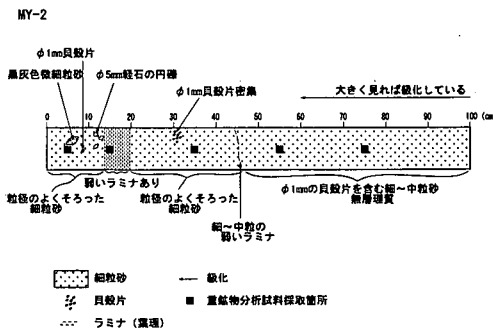 MY-2
φ1mm貝殻片
黒灰色微細粒砂
φ5mm軽石の円礫
φ1mm貝殻片密集
大きく見れば級化している
0 10 20 30 40 50 60 70 80 90 100 (cm)
弱いラミナあり
粒径のよくそろった
細粒砂
粒径のよくそろった
細粒砂
細〜中粒の
弱いラミナ
φ1mmの貝殻片を含む細〜中粒砂
無層理質
細粒砂
級化
貝殻片
重鉱物分析試料採取箇所
ラミナ（葉理）